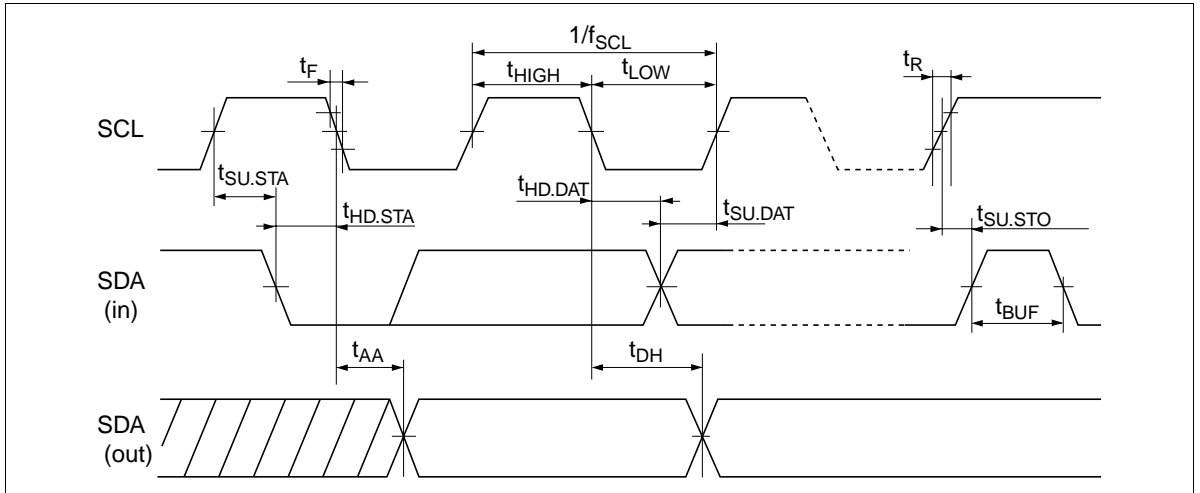 1/fSCL
tF
tHIGH
tLOW
tR
SCL
tSU.STA
tHD.DAT
tSU.DAT
tHD.STA
tSU.STO
SDA
(in)
tBUF
tAA
tDH
SDA
(out)